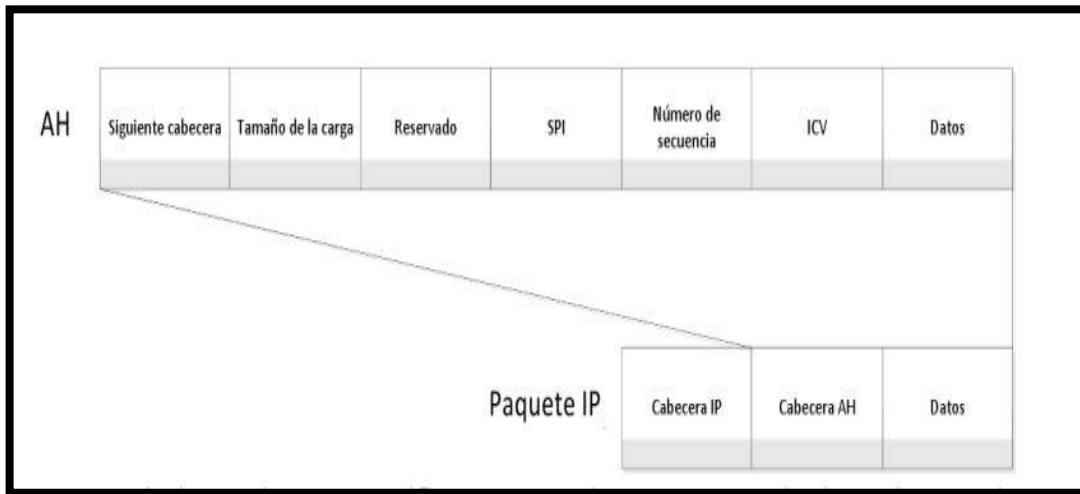 AH
Siguiente cabecera
Tamaño de la carga
Reservado
SPI
Número de
secuencia
ICV
Datos
Paquete IP
Cabecera IP
Cabecera AH
Datos